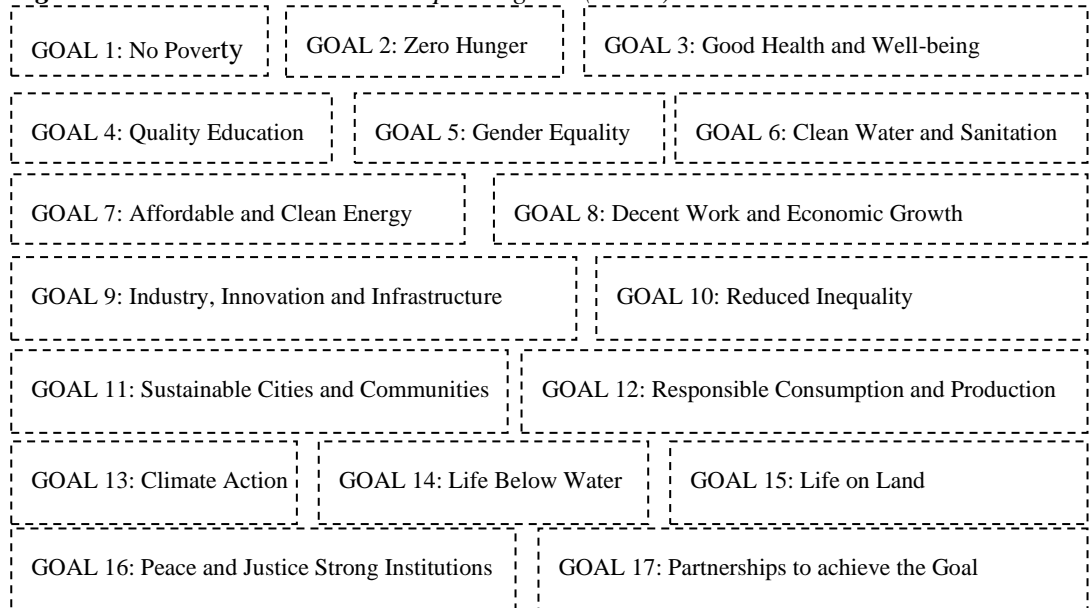 GOAL 1: No Poverty GOAL 2: Zero Hunger GOAL 3: Good Health and Well-being
GOAL 4: Quality Education GOAL 5: Gender Equality GOAL 6: Clean Water and Sanitation
GOAL 7: Affordable and Clean Energy GOAL 8: Decent Work and Economic Growth
GOAL 9: Industry, Innovation and Infrastructure GOAL 10: Reduced Inequality
GOAL 11: Sustainable Cities and Communities GOAL 12: Responsible Consumption and Production
GOAL 13: Climate Action GOAL 14: Life Below Water GOAL 15: Life on Land
GOAL 16: Peace and Justice Strong Institutions GOAL 17: Partnerships to achieve the Goal